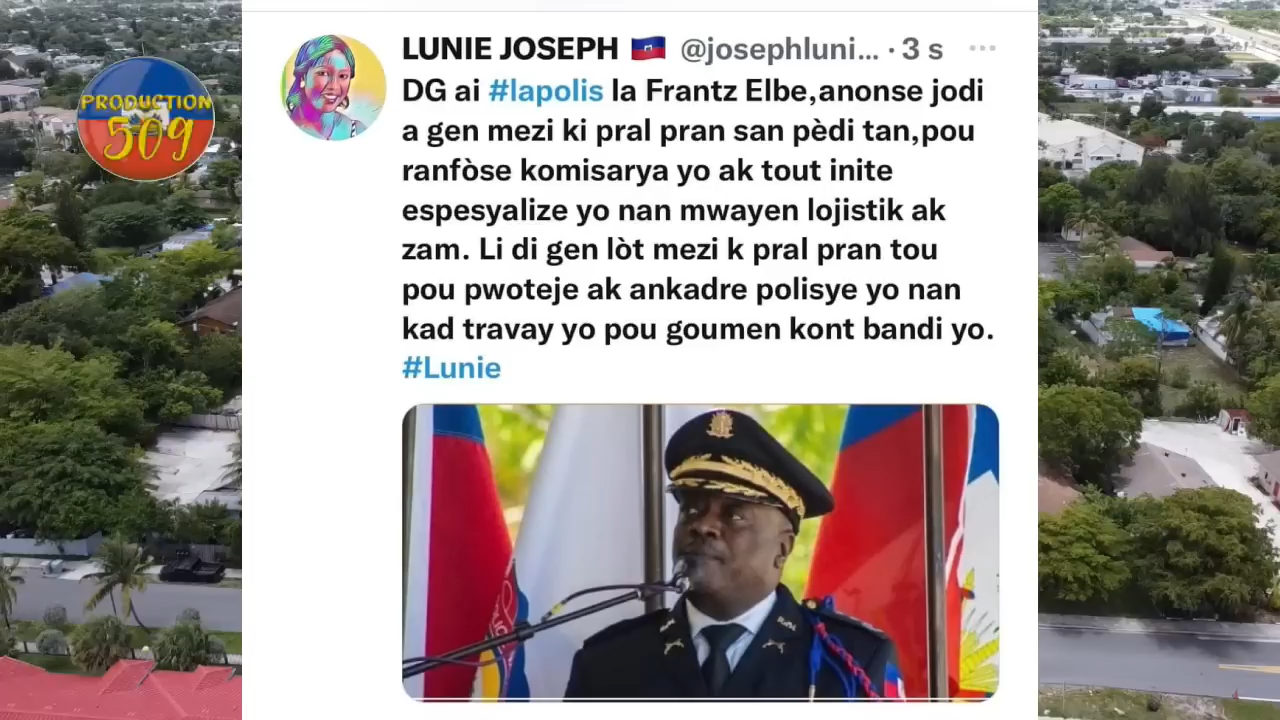 PRODUCTION
509
LUNIE JOSEPH 🇭🇹 @josephluni... · 3 s ...
DG ai #lapolis la Frantz Elbe,anonse jodi
a gen mezi ki pral pran san pèdi tan,pou
ranfòse komisarya yo ak tout inite
espesyalize yo nan mwayen lojistik ak
zam. Li di gen lòt mezi k pral pran tou
pou pwoteje ak ankadre polisye yo nan
kad travay yo pou goumen kont bandi yo.
#Lunie